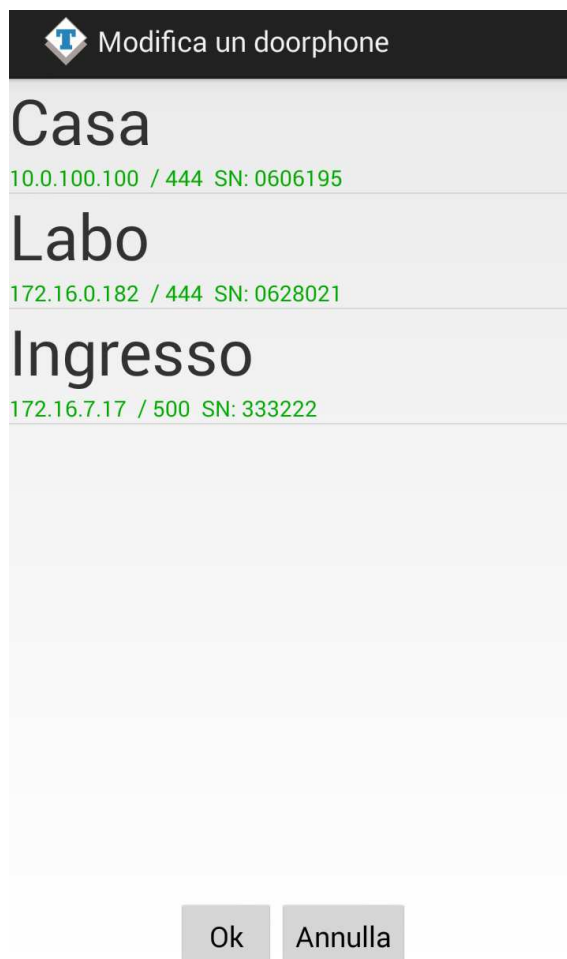 T Modifica un doorphone
Casa
10.0.100.100 / 444 SN: 0606195
Labo
172.16.0.182 / 444 SN: 0628021
Ingresso
172.16.7.17 / 500 SN: 333222
Ok Annulla